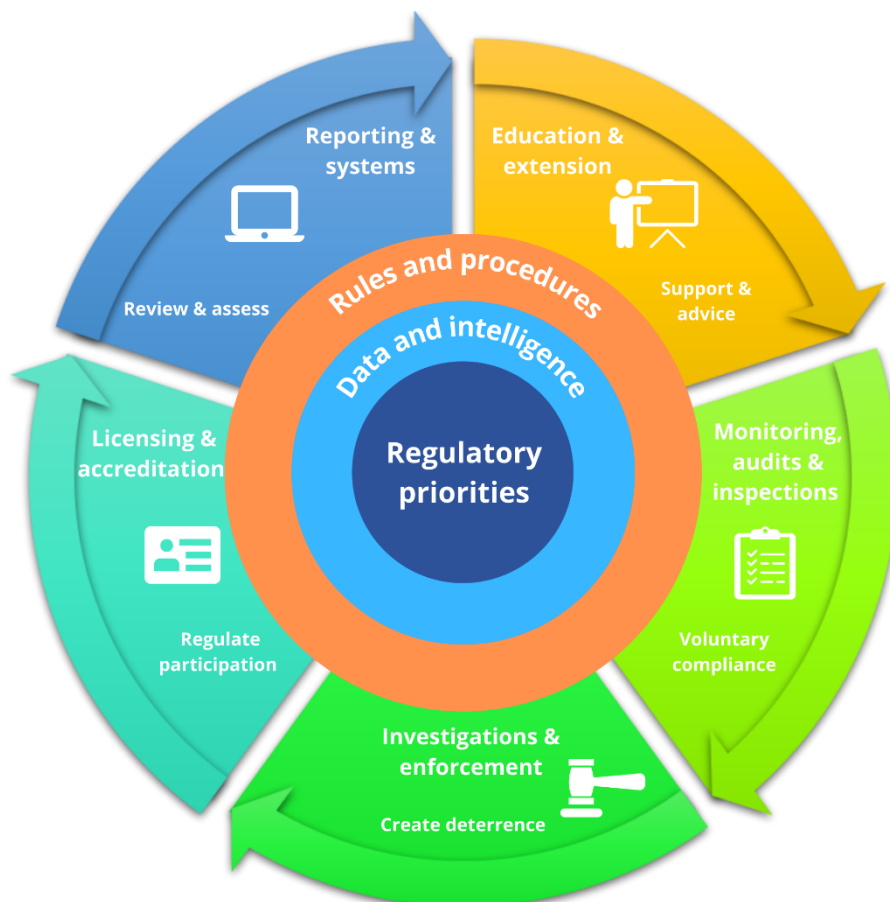 Reporting &
systems
Review & assess
Education &
extension
Support &
advice
Monitoring,
audits &
inspections
Voluntary
compliance
Investigations &
enforcement
Create deterrence
Licensing &
accreditation
Regulate
participation
Rules and procedures
Data and intelligence
Regulatory
priorities